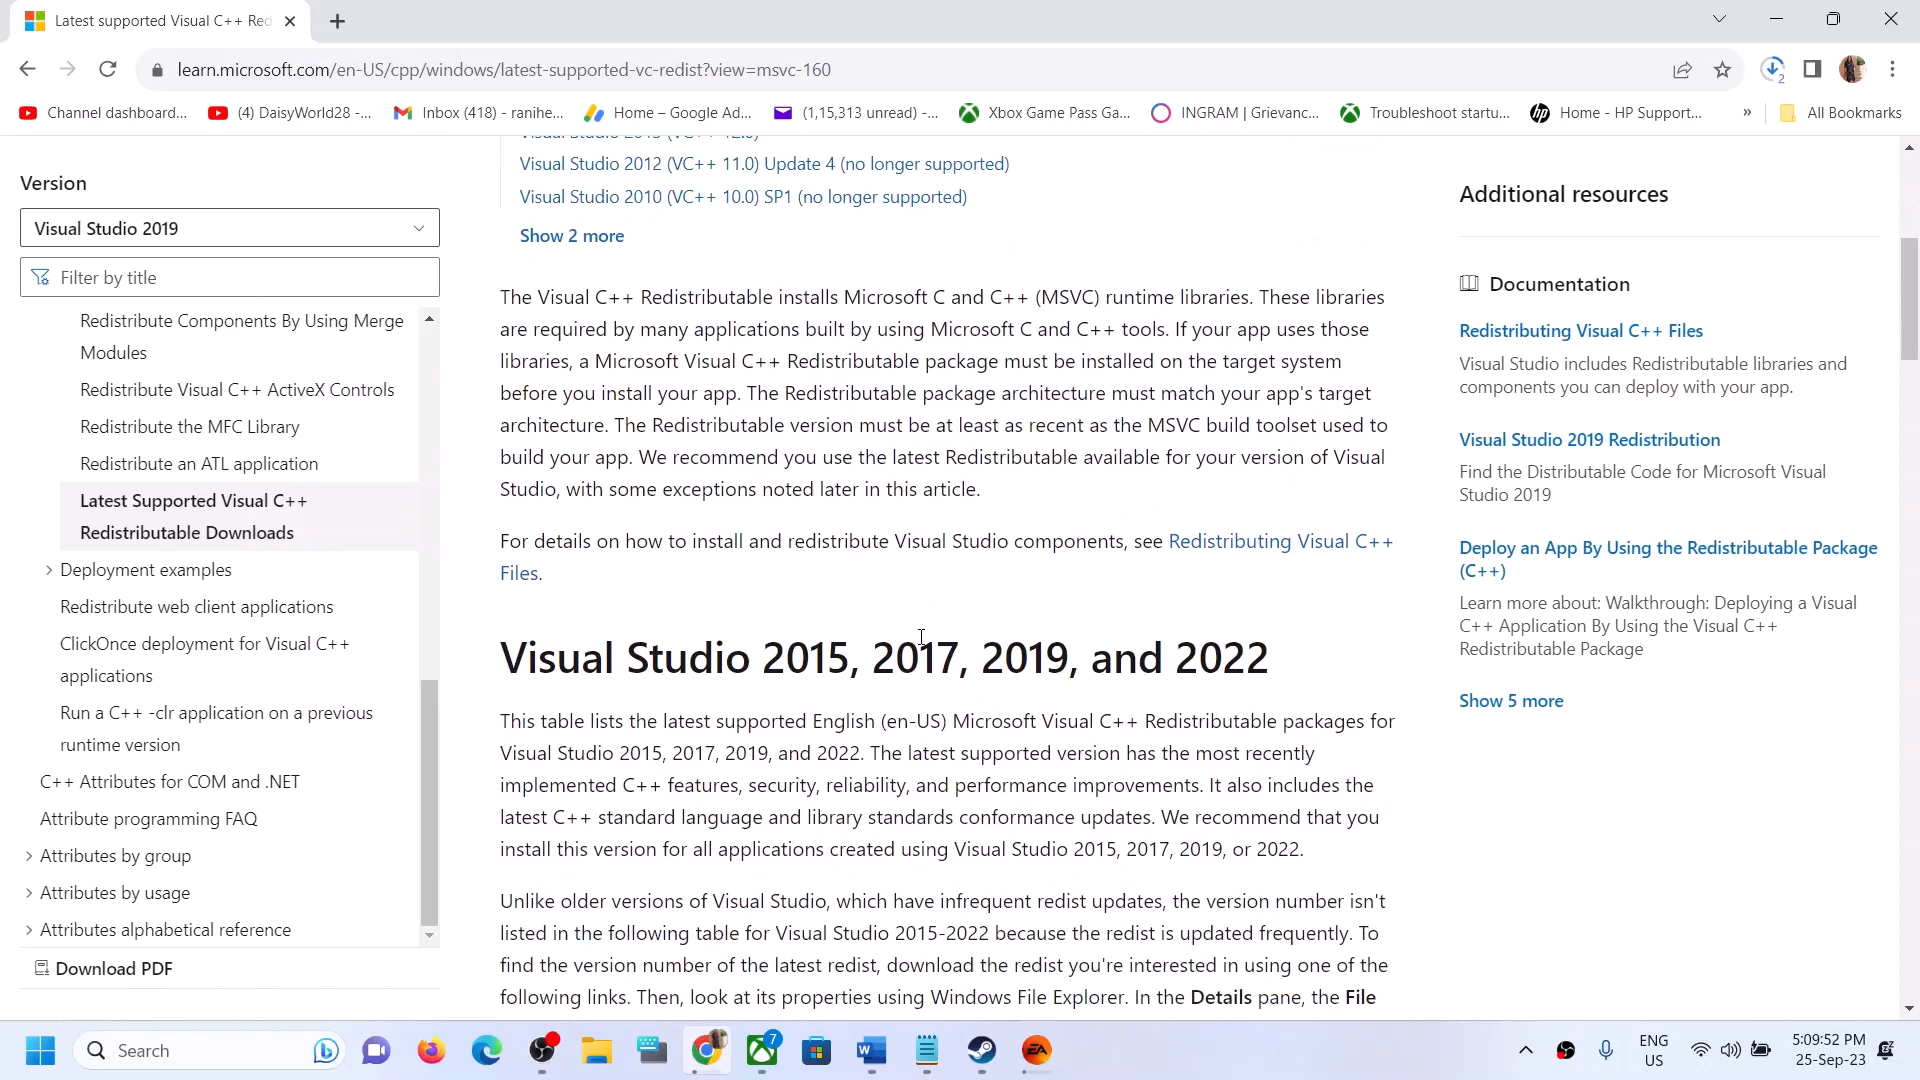 Latest supported Visual C++ Red
learn.microsoft.com/en-US/cpp/windows/latest-supported-vc-redist?view=msvc-160
2
Channel dashboard...
(4) DaisyWorld28 -...
Inbox (418) - ranihe...
Home – Google Ad...
(1,15,313 unread) -...
Xbox Game Pass Ga...
INGRAM | Grievanc...
Troubleshoot startu...
Home - HP Support...
»
All Bookmarks
Version
Visual Studio 2019
Filter by title
Redistribute Components By Using Merge
Modules
Redistribute Visual C++ ActiveX Controls
Redistribute the MFC Library
Redistribute an ATL application
Latest Supported Visual C++
Redistributable Downloads
Deployment examples
Redistribute web client applications
ClickOnce deployment for Visual C++
applications
Run a C++ -clr application on a previous
runtime version
C++ Attributes for COM and .NET
Attribute programming FAQ
Attributes by group
Attributes by usage
Attributes alphabetical reference
Download PDF
Visual Studio 2012 (VC++ 11.0) Update 4 (no longer supported)
Visual Studio 2010 (VC++ 10.0) SP1 (no longer supported)
Show 2 more
The Visual C++ Redistributable installs Microsoft C and C++ (MSVC) runtime libraries. These libraries
are required by many applications built by using Microsoft C and C++ tools. If your app uses those
libraries, a Microsoft Visual C++ Redistributable package must be installed on the target system
before you install your app. The Redistributable package architecture must match your app's target
architecture. The Redistributable version must be at least as recent as the MSVC build toolset used to
build your app. We recommend you use the latest Redistributable available for your version of Visual
Studio, with some exceptions noted later in this article.
For details on how to install and redistribute Visual Studio components, see Redistributing Visual C++
Files.
Visual Studio 2015, 2017, 2019, and 2022
This table lists the latest supported English (en-US) Microsoft Visual C++ Redistributable packages for
Visual Studio 2015, 2017, 2019, and 2022. The latest supported version has the most recently
implemented C++ features, security, reliability, and performance improvements. It also includes the
latest C++ standard language and library standards conformance updates. We recommend that you
install this version for all applications created using Visual Studio 2015, 2017, 2019, or 2022.
Unlike older versions of Visual Studio, which have infrequent redist updates, the version number isn't
listed in the following table for Visual Studio 2015-2022 because the redist is updated frequently. To
find the version number of the latest redist, download the redist you're interested in using one of the
following links. Then, look at its properties using Windows File Explorer. In the Details pane, the File
Additional resources
Documentation
Redistributing Visual C++ Files
Visual Studio includes Redistributable libraries and
components you can deploy with your app.
Visual Studio 2019 Redistribution
Find the Distributable Code for Microsoft Visual
Studio 2019
Deploy an App By Using the Redistributable Package
(C++)
Learn more about: Walkthrough: Deploying a Visual
C++ Application By Using the Visual C++
Redistributable Package
Show 5 more
Search
7
EA
ENG
US
5:09:52 PM
25-Sep-23